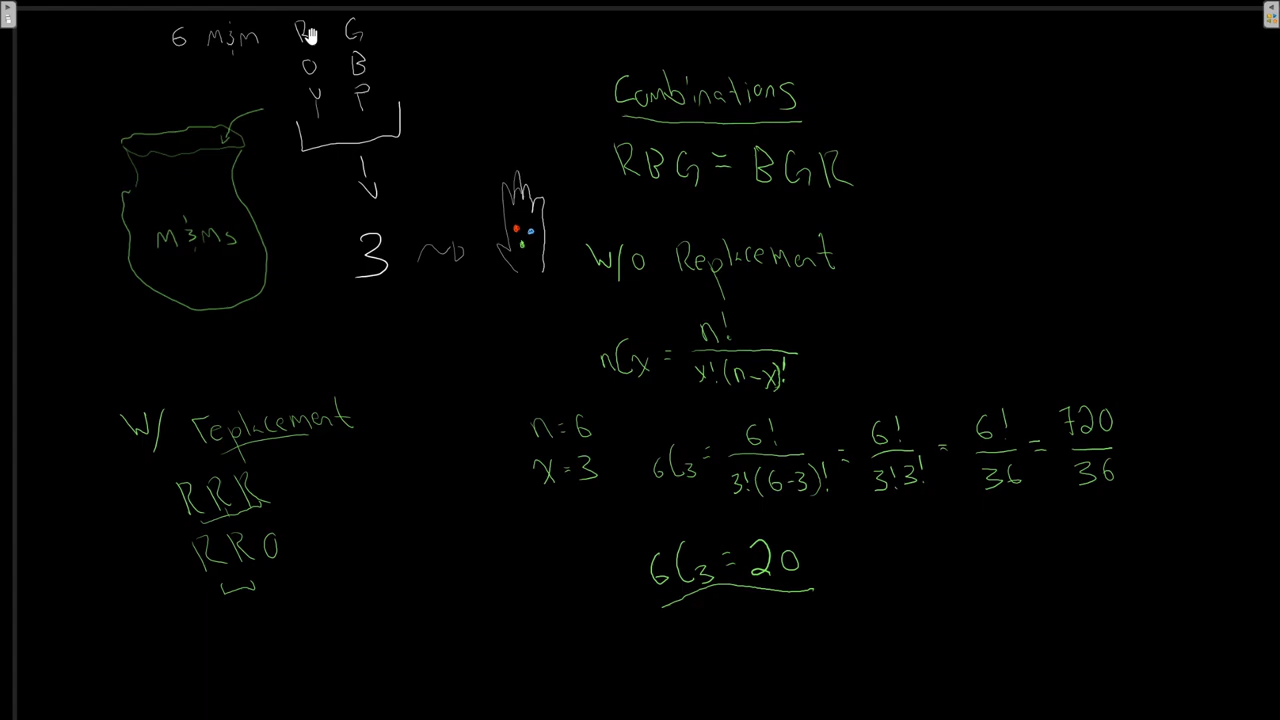 6 M&M R G
O B
Y P
3
M&Ms
Combinations
RBG = BGR
W/O Replacement
nCx = n! / x!(n-x)!
n=6
x=3
6C3 = 6! / 3!(6-3)! = 6! / 3!3! = 6! / 36 = 720 / 36
6C3 = 20
W/ replacement
RRR
RRO